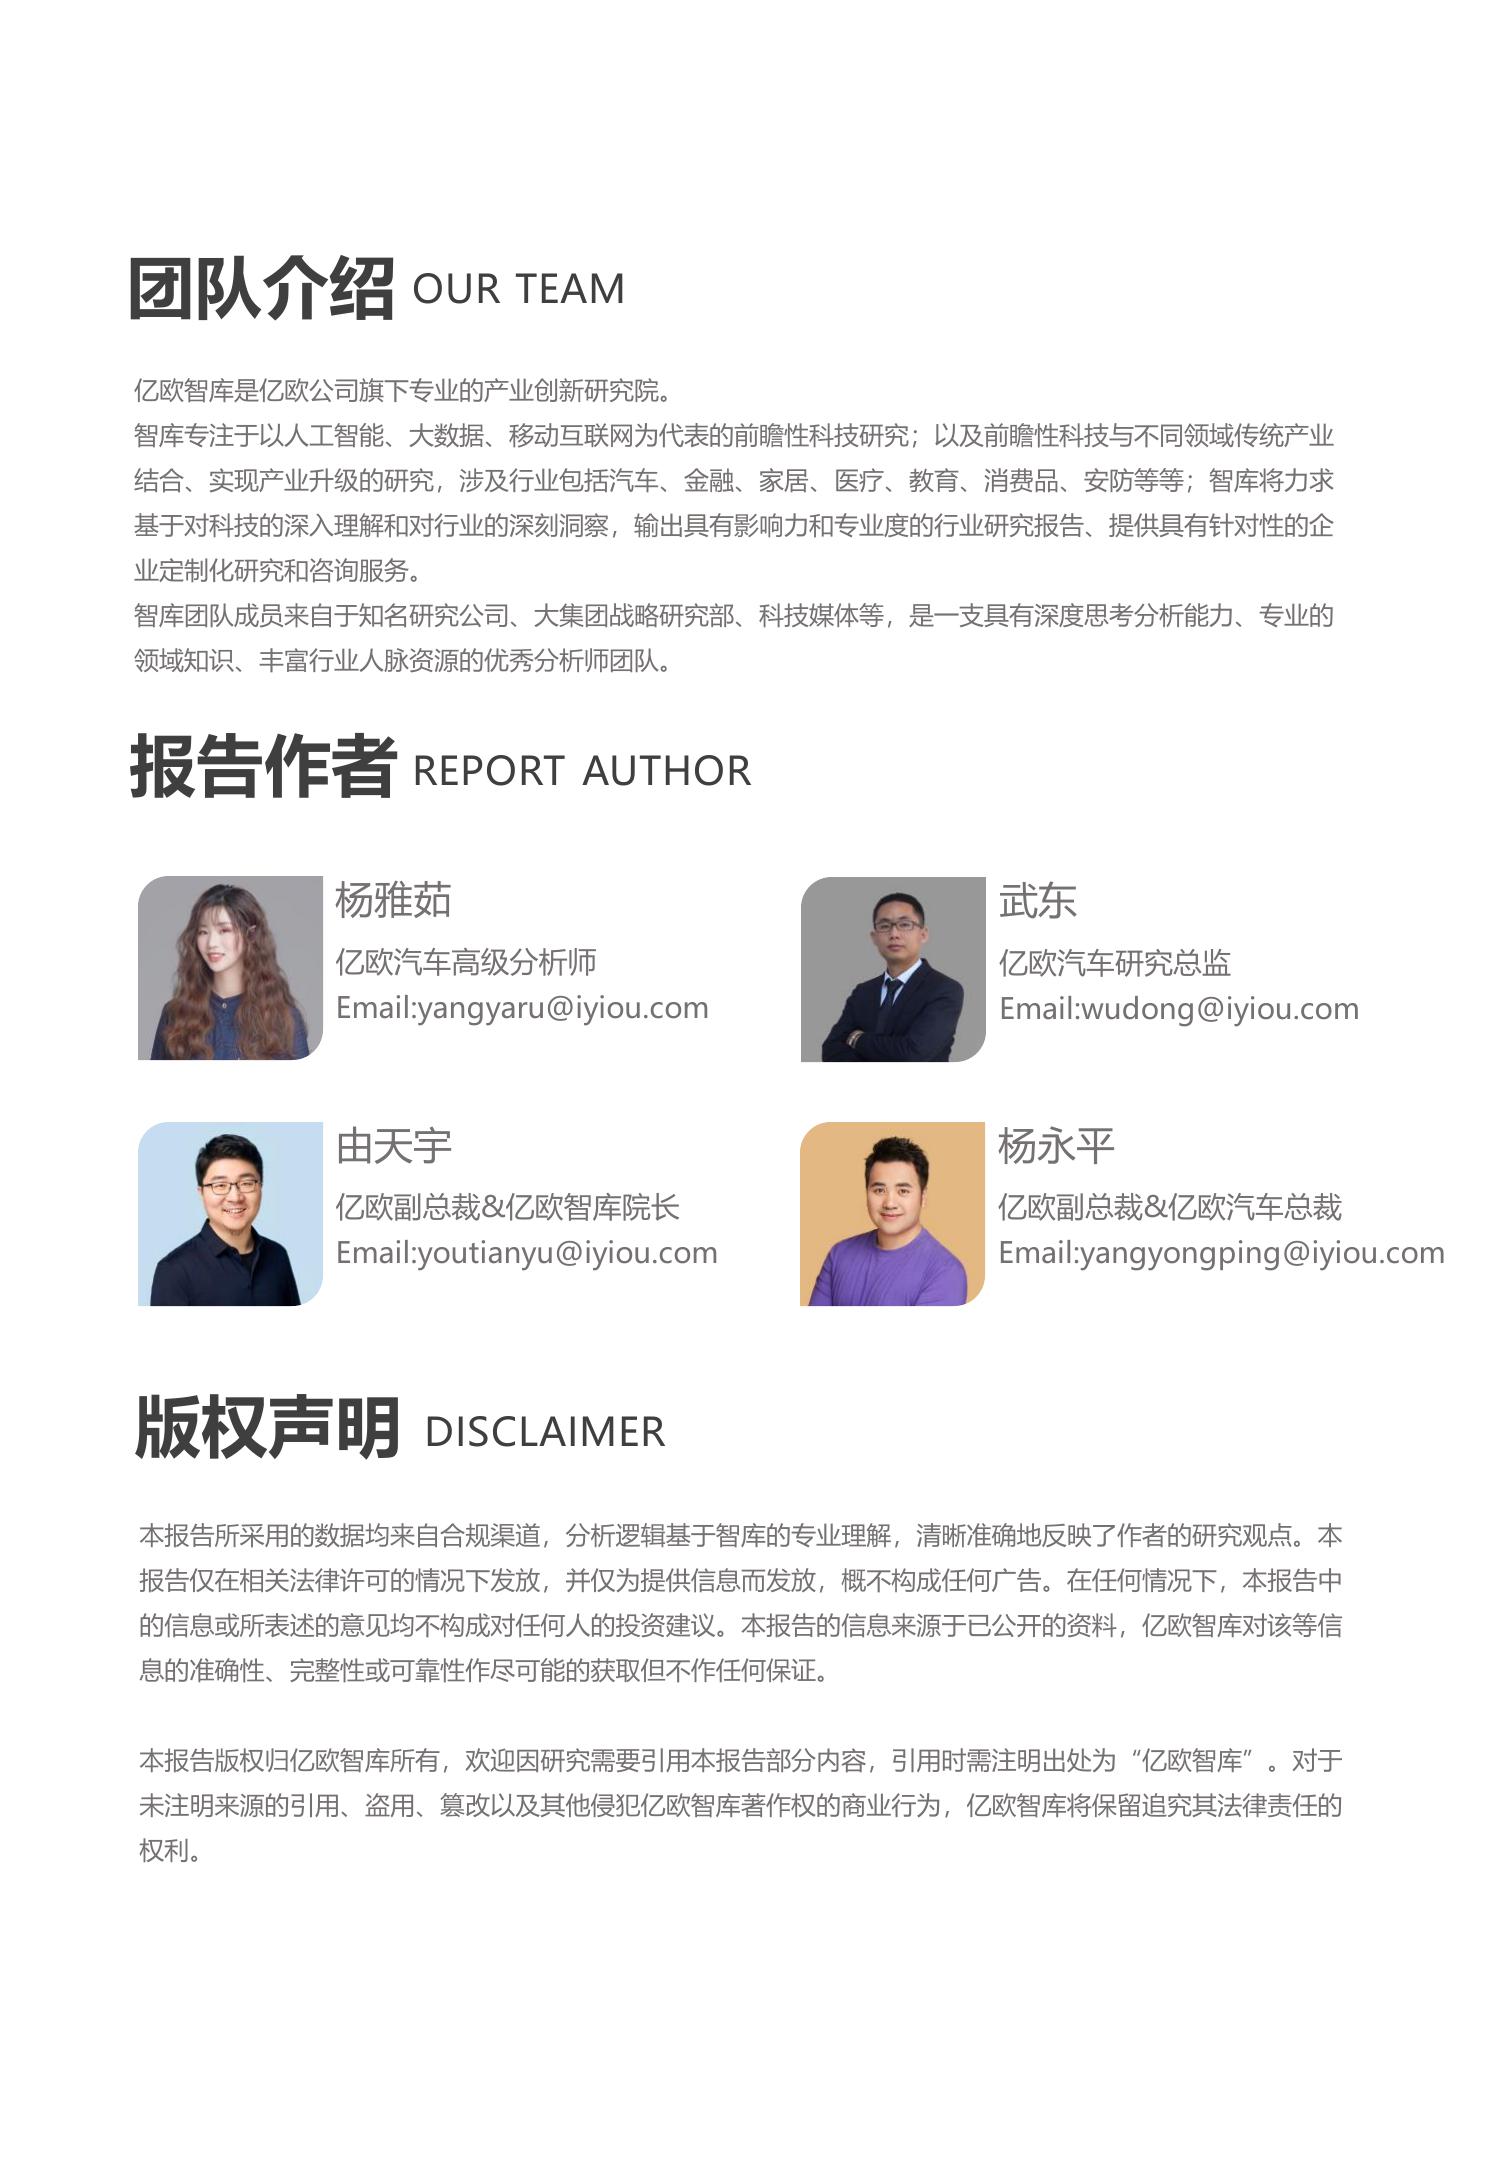 团队介绍 OUR TEAM
亿欧智库是亿欧公司旗下专业的产业创新研究院。
智库专注于以人工智能、大数据、移动互联网为代表的前瞻性科技研究；以及前瞻性科技与不同领域传统产业
结合、实现产业升级的研究，涉及行业包括汽车、金融、家居、医疗、教育、消费品、安防等等；智库将力求
基于对科技的深入理解和对行业的深刻洞察，输出具有影响力和专业度的行业研究报告、提供具有针对性的企
业定制化研究和咨询服务。
智库团队成员来自于知名研究公司、大集团战略研究部、科技媒体等，是一支具有深度思考分析能力、专业的
领域知识、丰富行业人脉资源的优秀分析师团队。
报告作者 REPORT AUTHOR
杨雅茹
亿欧汽车高级分析师
Email:yangyaru@iyiou.com
武东
亿欧汽车研究总监
Email:wudong@iyiou.com
由天宇
亿欧副总裁&亿欧智库院长
Email:youtianyu@iyiou.com
杨永平
亿欧副总裁&亿欧汽车总裁
Email:yangyongping@iyiou.com
版权声明 DISCLAIMER
本报告所采用的数据均来自合规渠道，分析逻辑基于智库的专业理解，清晰准确地反映了作者的研究观点。本
报告仅在相关法律许可的情况下发放，并仅为提供信息而发放，概不构成任何广告。在任何情况下，本报告中
的信息或所表述的意见均不构成对任何人的投资建议。本报告的信息来源于已公开的资料，亿欧智库对该等信
息的准确性、完整性或可靠性作尽可能的获取但不作任何保证。
本报告版权归亿欧智库所有，欢迎因研究需要引用本报告部分内容，引用时需注明出处为“亿欧智库”。对于
未注明来源的引用、盗用、篡改以及其他侵犯亿欧智库著作权的商业行为，亿欧智库将保留追究其法律责任的
权利。